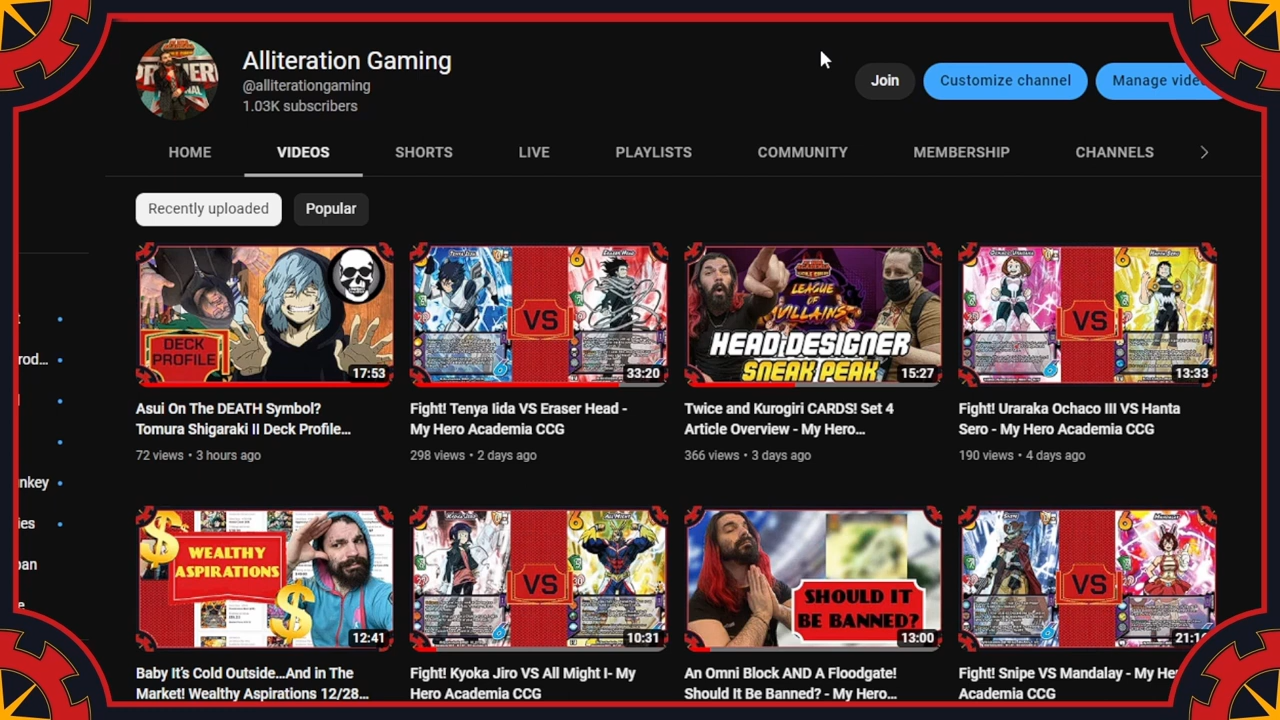 Alliteration Gaming
@alliterationgaming
1.03K subscribers
Join
Customize channel
Manage vide
HOME
VIDEOS
SHORTS
LIVE
PLAYLISTS
COMMUNITY
MEMBERSHIP
CHANNELS
Recently uploaded
Popular
DECK
PROFILE
17:53
VS
33:20
LEAGUE
OF
VILLAINS
HEAD DESIGNER
SNEAK PEAK
15:27
VS
13:33
Asui On The DEATH Symbol?
Tomura Shigaraki II Deck Profile...
72 views • 3 hours ago
Fight! Tenya Iida VS Eraser Head -
My Hero Academia CCG
298 views • 2 days ago
Twice and Kurogiri CARDS! Set 4
Article Overview - My Hero...
366 views • 3 days ago
Fight! Uraraka Ochaco III VS Hanta
Sero - My Hero Academia CCG
190 views • 4 days ago
rod...
nkey
ies
oan
WEALTHY
ASPIRATIONS
12:41
VS
10:31
SHOULD IT
BE BANNED?
13:00
VS
21:1
Baby It's Cold Outside...And in The
Market! Wealthy Aspirations 12/28...
Fight! Kyoka Jiro VS All Might I- My
Hero Academia CCG
An Omni Block AND A Floodgate!
Should It Be Banned? - My Hero...
Fight! Snipe VS Mandalay - My He
Academia CCG